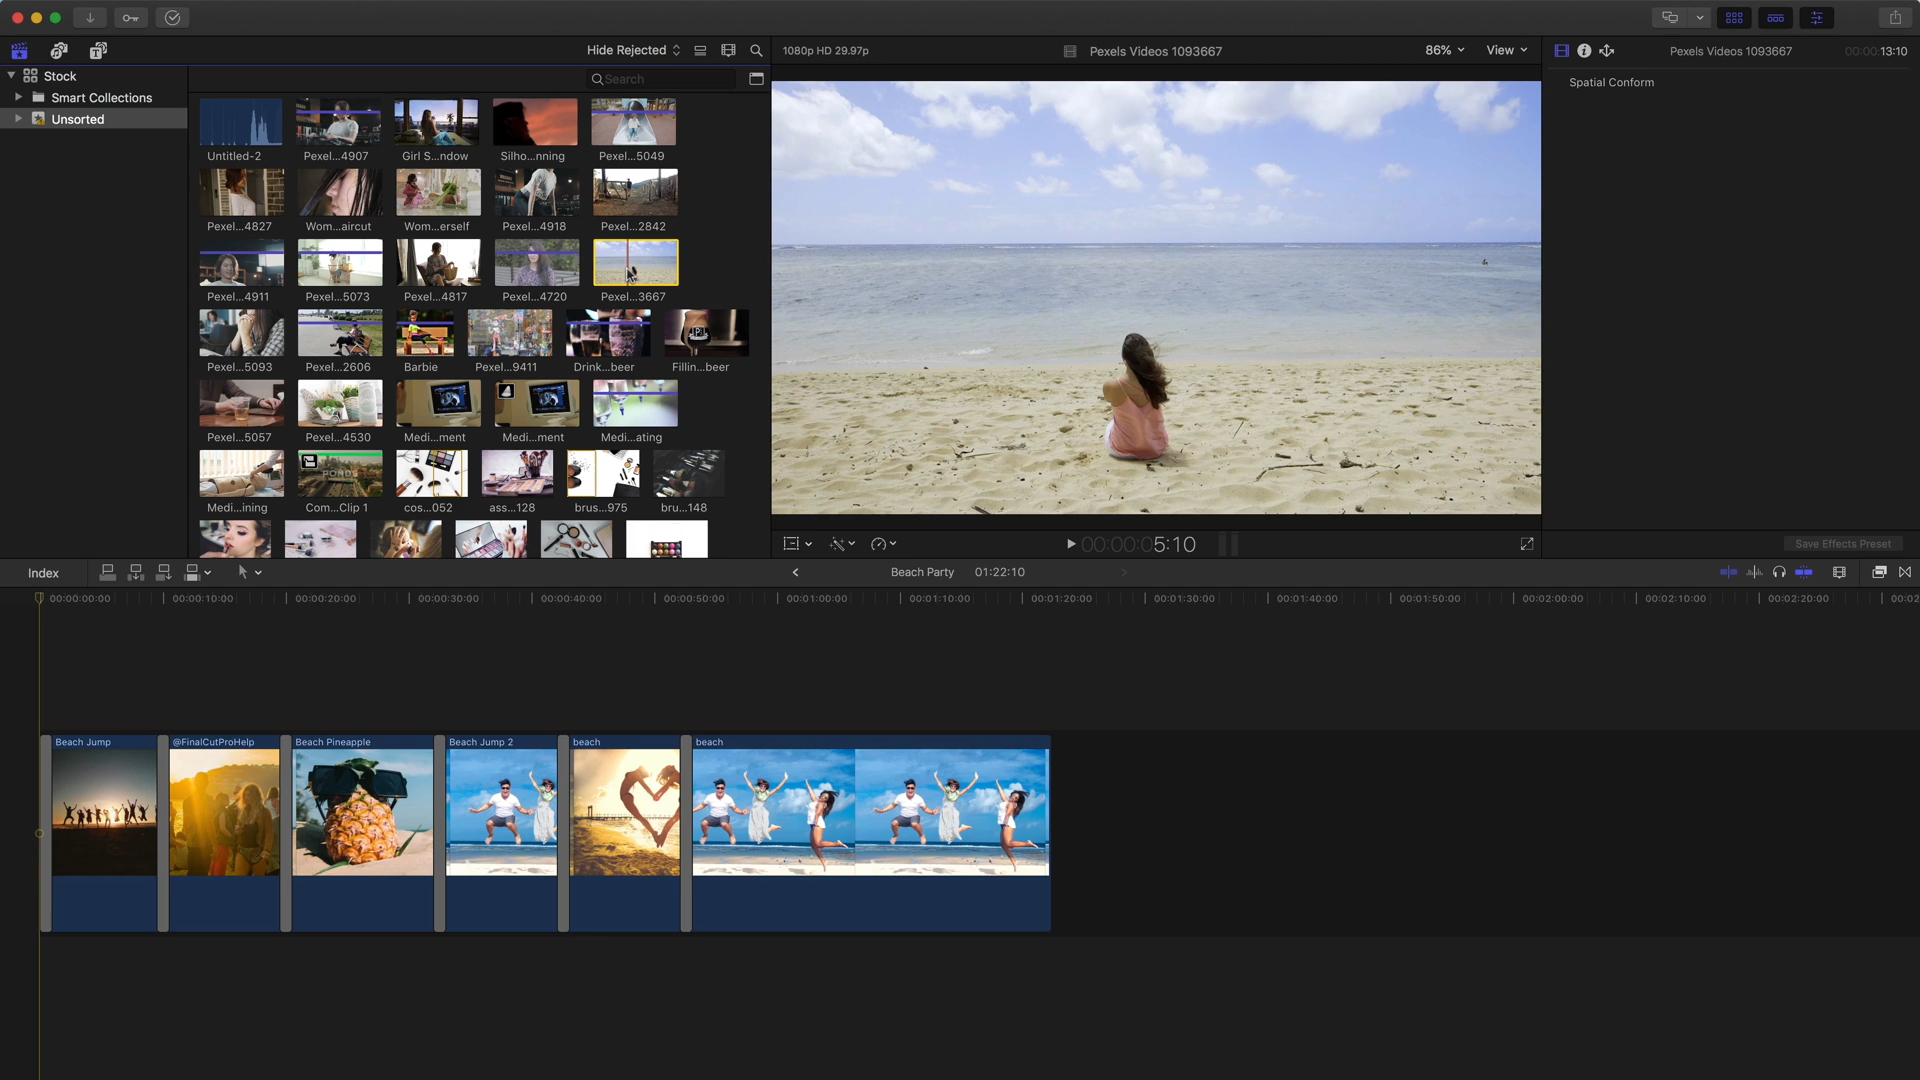 Hide Rejected
1080p HD 29.97p
Pexels Videos 1093667
86%
View
Pexels Videos 1093667
00:00:13:10
Stock
Smart Collections
Unsorted
Search
Spatial Conform
Untitled-2
Pexel...4907
Girl S...ndow
Silho...nning
Pexel...5049
Pexel...4827
Wom...aircut
Wom...erself
Pexel...4918
Pexel...2842
Pexel...4911
Pexel...5073
Pexel...4817
Pexel...4720
Pexel...3667
Pexel...5093
Pexel...2606
Barbie
Pexel...9411
Drink...beer
Fillin...beer
Pexel...5057
Pexel...4530
Medi...ment
Medi...ment
Medi...ating
Medi...ining
Com...Clip 1
cos...052
ass...128
brus...975
bru...148
00:00:05:10
Save Effects Preset
Index
Beach Party
01:22:10
00:00:00:00
00:00:10:00
00:00:20:00
00:00:30:00
00:00:40:00
00:00:50:00
00:01:00:00
00:01:10:00
00:01:20:00
00:01:30:00
00:01:40:00
00:01:50:00
00:02:00:00
00:02:10:00
00:02:20:00
00:02
Beach Jump
@FinalCutProHelp
Beach Pineapple
Beach Jump 2
beach
beach